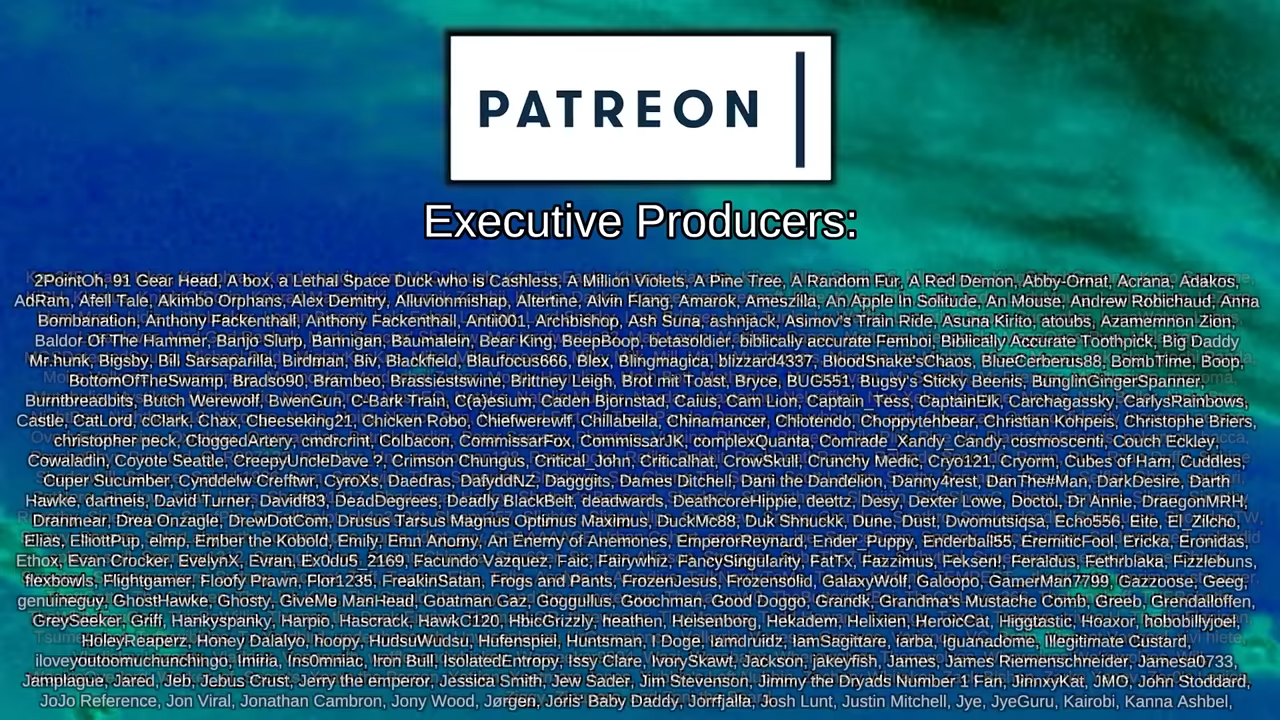 PATREON
Executive Producers:
2PointOh, 91 Gear Head, A box, a Lethal Space Duck who is Cashless, A Million Violets, A Pine Tree, A Random Fur, A Red Demon, Abby-Ornat, Acrana, Adakos,
AdRam, Afell Tale, Akimbo Orphans, Alex Demitry, Alluvionmishap, Altertine, Alvin Flang, Amarok, Ameszilla, An Apple In Solitude, An Mouse, Andrew Robichaud, Anna
Bombanation, Anthony Fackenthall, Anthony Fackenthall, Antii001, Archbishop, Ash Suna, ashnjack, Asimov's Train Ride, Asuna Kirito, atoubs, Azamemnon Zion,
Baldor Of The Hammer, Banjo Slurp, Bannigan, Baumalein, Bear King, BeepBoop, betasoldier, biblically accurate Femboi, Biblically Accurate Toothpick, Big Daddy
Mr.hunk, Bigsby, Bill Sarsaparilla, Birdman, Biv, Blackfield, Blaufocus666, Blex, Blingmagica, blizzard4337, BloodSnake'sChaos, BlueCerberus88, BombTime, Boop,
BottomOfTheSwamp, Bradso90, Brambeo, Brassiestswine, Brittney Leigh, Brot mit Toast, Bryce, BUG551, Bugsy's Sticky Beenis, BunglinGingerSpanner,
Burntbreadbits, Butch Werewolf, BwenGun, C-Bark Train, C(a)esium, Caden Bjornstad, Caius, Cam Lion, Captain_Tess, CaptainElk, Carchagassky, CarlysRainbows,
Castle, CatLord, cClark, Chax, Cheeseking21, Chicken Robo, Chiefwerewlf, Chillabella, Chinamancer, Chlotendo, Choppytehbear, Christian Kohpeis, Christophe Briers,
christopher peck, CloggedArtery, cmdrcrint, Colbacon, CommissarFox, CommissarJK, complexQuanta, Comrade_Xandy_Candy, cosmoscenti, Couch Eckley,
Cowaladin, Coyote Seattle, CreepyUncleDave ?, Crimson Chungus, Critical_John, Criticalhat, CrowSkull, Crunchy Medic, Cryo121, Cryorm, Cubes of Ham, Cuddles,
Cuper Sucumber, Cynddelw Crefftwr, CyroXs, Daedras, DafyddNZ, Dagggits, Dames Ditchell, Dani the Dandelion, Danny4rest, DanThe#Man, DarkDesire, Darth
Hawke, dartneis, David Turner, Davidf83, DeadDegrees, Deadly BlackBelt, deadwards, DeathcoreHippie, deettz, Desy, Dexter Lowe, Doctol, Dr Annie, DraegonMRH,
Dranmear, Drea Onzagle, DrewDotCom, Drusus Tarsus Magnus Optimus Maximus, DuckMc88, Duk Shnuckk, Dune, Dust, Dwomutsiqsa, Echo556, Eite, El_Zilcho,
Elias, ElliottPup, elmp, Ember the Kobold, Emily, Emn Anomy, An Enemy of Anemones, EmperorReynard, Ender_Puppy, Enderball55, EremiticFool, Ericka, Eronidas,
Ethox, Evan Crocker, EvelynX, Evran, Ex0du5_2169, Facundo Vazquez, Faic, Fairywhiz, FancySingularity, FatTx, Fazzimus, Feksen!, Feraldus, Fethrblaka, Fizzlebuns,
flexbowls, Flightgamer, Floofy Prawn, Flor1235, FreakinSatan, Frogs and Pants, FrozenJesus, Frozensolid, GalaxyWolf, Galoopo, GamerMan7799, Gazzoose, Geeg,
genuineguy, GhostHawke, Ghosty, GiveMe ManHead, Goatman Gaz, Goggullus, Goochman, Good Doggo, Grandk, Grandma's Mustache Comb, Greeb, Grendalloffen,
GreySeeker, Griff, Hankyspanky, Harpio, Hascrack, HawkC120, HbicGrizzly, heathen, Heisenborg, Hekadem, Helixien, HeroicCat, Higgtastic, Hoaxor, hobobillyjoel,
HoleyReaperz, Honey Dalalyo, hoopy, HudsuWudsu, Hufenspiel, Huntsman, I Doge, Iamdruidz, IamSagittare, iarba, Iguanadome, Illegitimate Custard,
iloveyoutoomuchunchingo, Imiria, Ins0mniac, Iron Bull, IsolatedEntropy, Issy Clare, IvorySkawt, Jackson, jakeyfish, James, James Riemenschneider, Jamesa0733,
Jamplague, Jared, Jeb, Jebus Crust, Jerry the emperor, Jessica Smith, Jew Sader, Jim Stevenson, Jimmy the Dryads Number 1 Fan, JinnxyKat, JMO, John Stoddard,
JoJo Reference, Jon Viral, Jonathan Cambron, Jony Wood, Jørgen, Joris' Baby Daddy, Jorrfjalla, Josh Lunt, Justin Mitchell, Jye, JyeGuru, Kairobi, Kanna Ashbel,